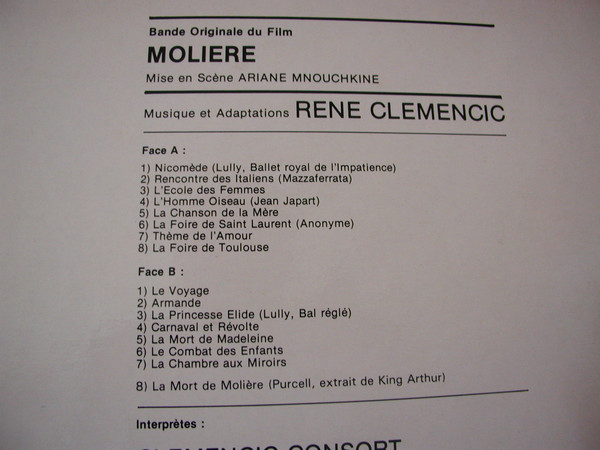 Bande Originale du Film
MOLIERE
Mise en Scène ARIANE MNOUCHKINE
Musique et Adaptations RENE CLEMENCIC
Face A :
1) Nicomède (Lully, Ballet royal de l'Impatience)
2) Rencontre des Italiens (Mazzaferrata)
3) L'Ecole des Femmes
4) L'Homme Oiseau (Jean Japart)
5) La Chanson de la Mère
6) La Foire de Saint Laurent (Anonyme)
7) Thème de l'Amour
8) La Foire de Toulouse
Face B :
1) Le Voyage
2) Armande
3) La Princesse Elide (Lully, Bal réglé)
4) Carnaval et Révolte
5) La Mort de Madeleine
6) Le Combat des Enfants
7) La Chambre aux Miroirs
8) La Mort de Molière (Purcell, extrait de King Arthur)
Interprètes :
CLEMENCIC CONSORT